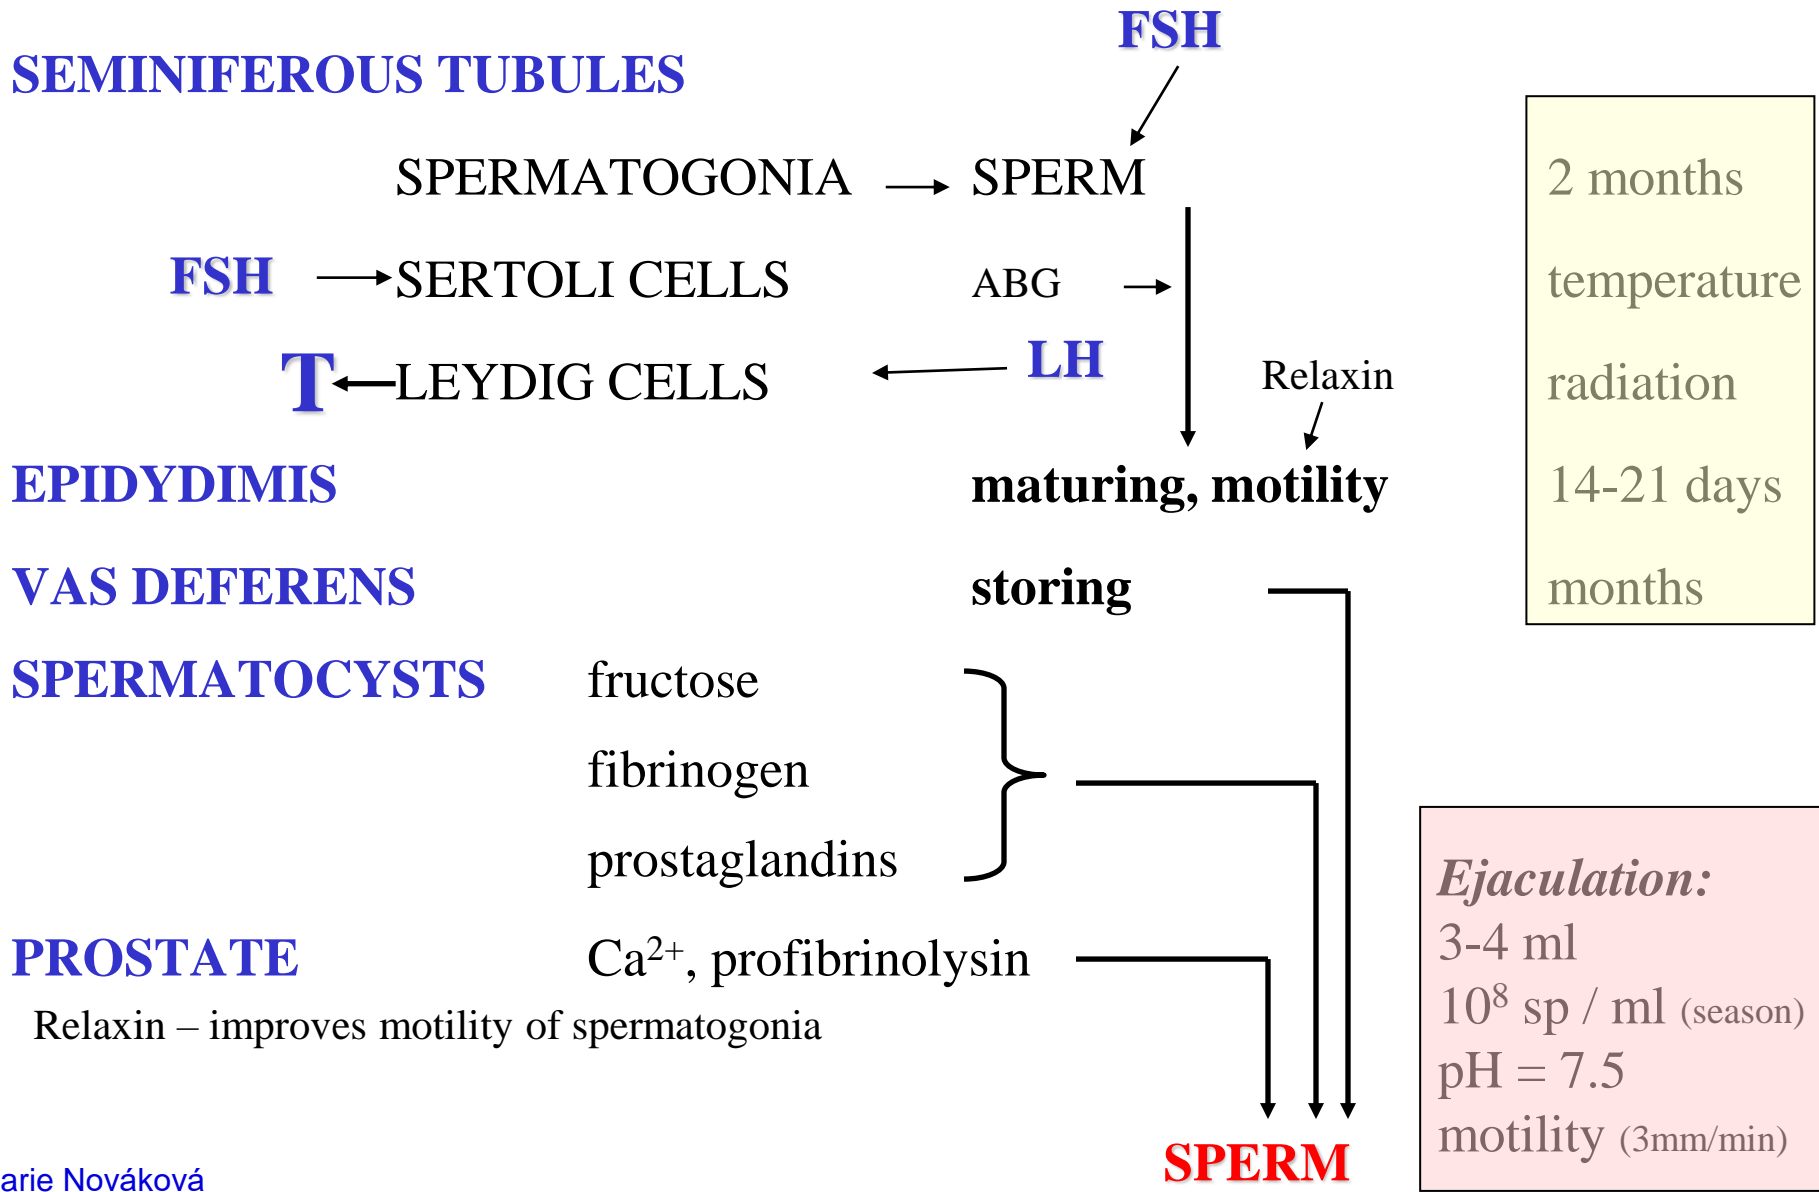 FSH
SEMINIFEROUS TUBULES
SPERMATOGONIA SPERM 2 months
FSH SERTOLI CELLS ABG temperature
T LEYDIG CELLS LH Relaxin radiation
EPIDYDIMIS maturing, motility 14-21 days
VAS DEFERENS storing months
SPERMATOCYSTS fructose
fibrinogen
prostaglandins
PROSTATE Ca²⁺, profibrinolysin
Relaxin – improves motility of spermatogonia
Ejaculation:
3-4 ml
10⁸ sp / ml (season)
pH = 7.5
motility (3mm/min)
SPERM
arie Nováková